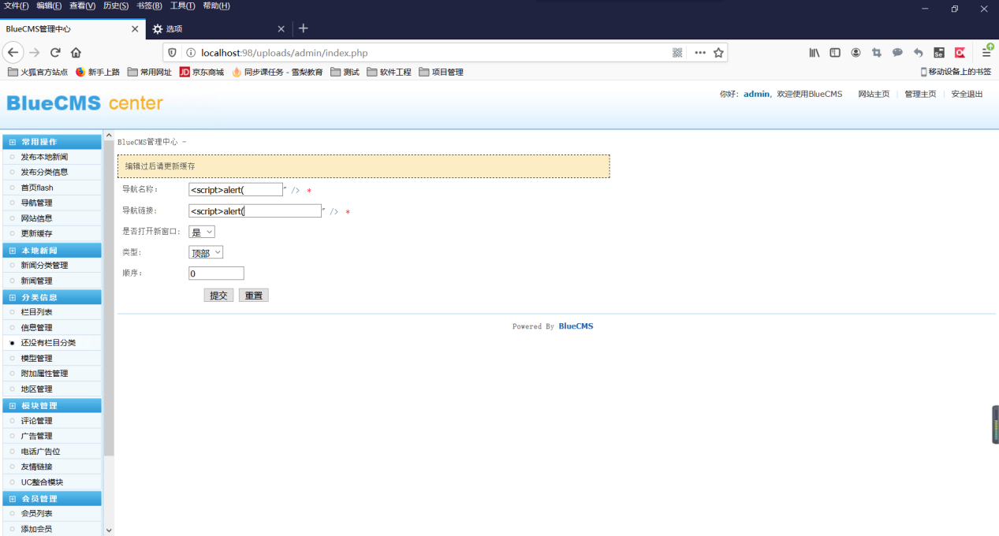 文件(F) 编辑(E) 查看(V) 历史(S) 书签(B) 工具(T) 帮助(H)
BlueCMS管理中心 选项
localhost:98/uploads/admin/index.php
火狐官方站点 新手上路 常用网址 JD 京东商城 同步课任务 - 雪梨教育 测试 软件工程 项目管理 移动设备上的书签
BlueCMS center
你好：admin，欢迎使用BlueCMS 网站主页 管理主页 安全退出
常用操作
发布本地新闻
发布分类信息
首页flash
导航管理
网站信息
更新缓存
本地新闻
新闻分类管理
新闻管理
分类信息
栏目列表
信息管理
还没有栏目分类
模型管理
附加属性管理
地区管理
模块管理
评论管理
广告管理
电话广告位
友情链接
UC整合模块
会员管理
会员列表
添加会员
BlueCMS管理中心 -
编辑过后请更新缓存
导航名称： <script>alert( " /> *
导航链接： <script>alert( " /> *
是否打开新窗口： 是
类型： 顶部
顺序： 0
提交 重置
Powered By BlueCMS